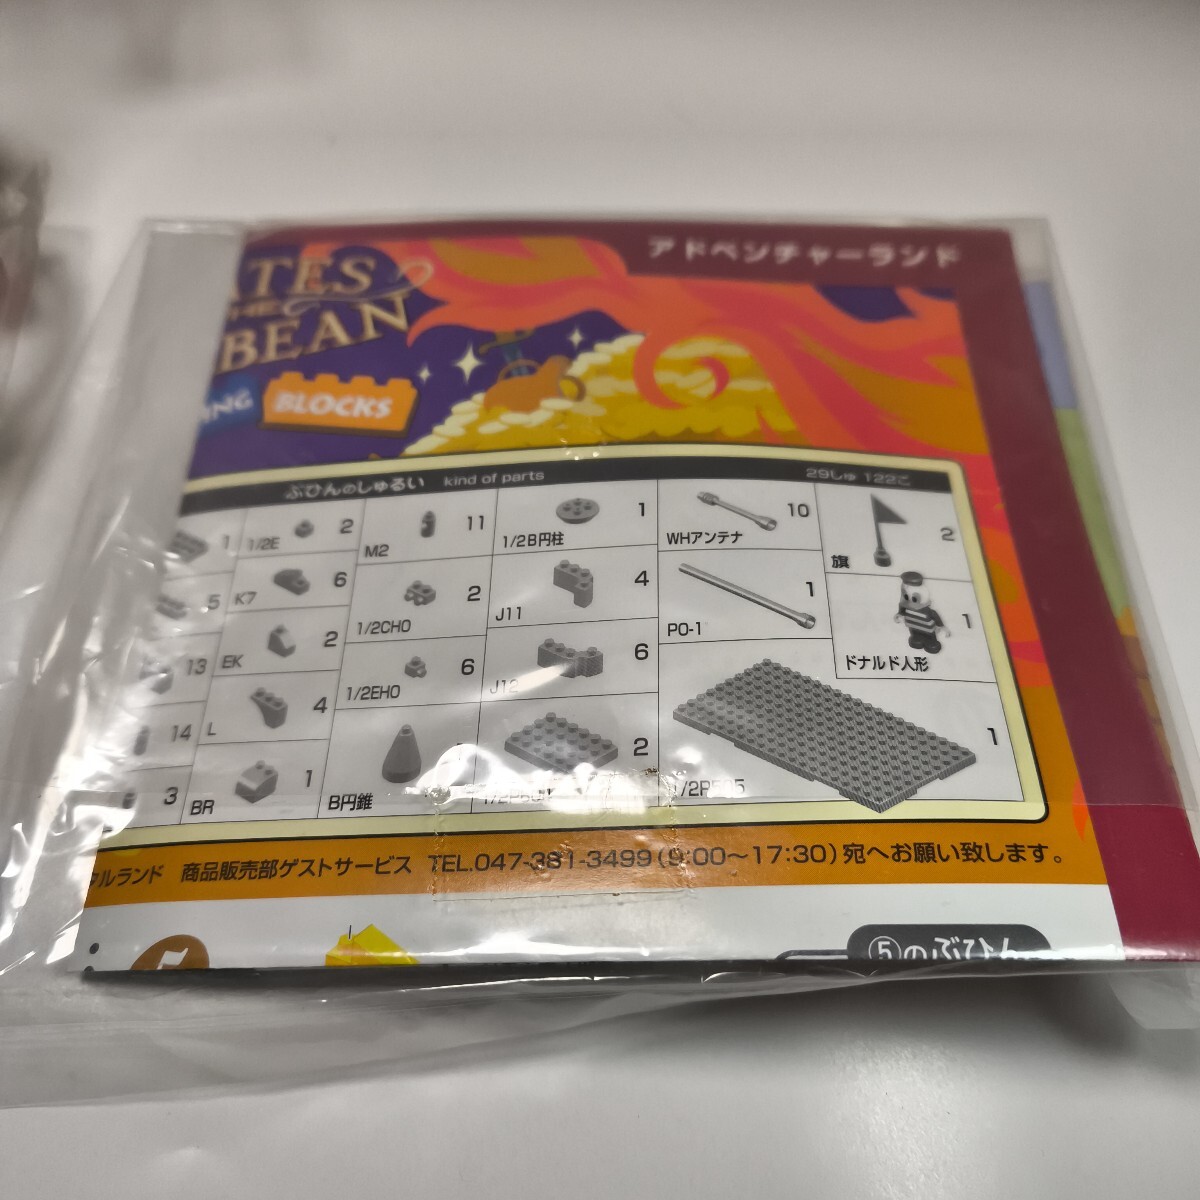 アドベンチャーランド
ATES
HE
BEAN
BLOCKS
ぶひんのしゅるい kind of parts 29しゅ 122こ
1
5
13
14
3
1/2E 2
K7 6
EK 2
L 4
BR 1
M2 11
1/2CHO 2
1/2EHO 6
B円錐
1/2B円柱 1
J11 4
J12 6
2
WHアンテナ 10
PO-1 1
1
旗 2
ドナルド人形 1
タルランド 商品販売部ゲストサービス TEL.047-381-3499(9:00〜17:30)宛へお願い致します。
⑤のぶひん